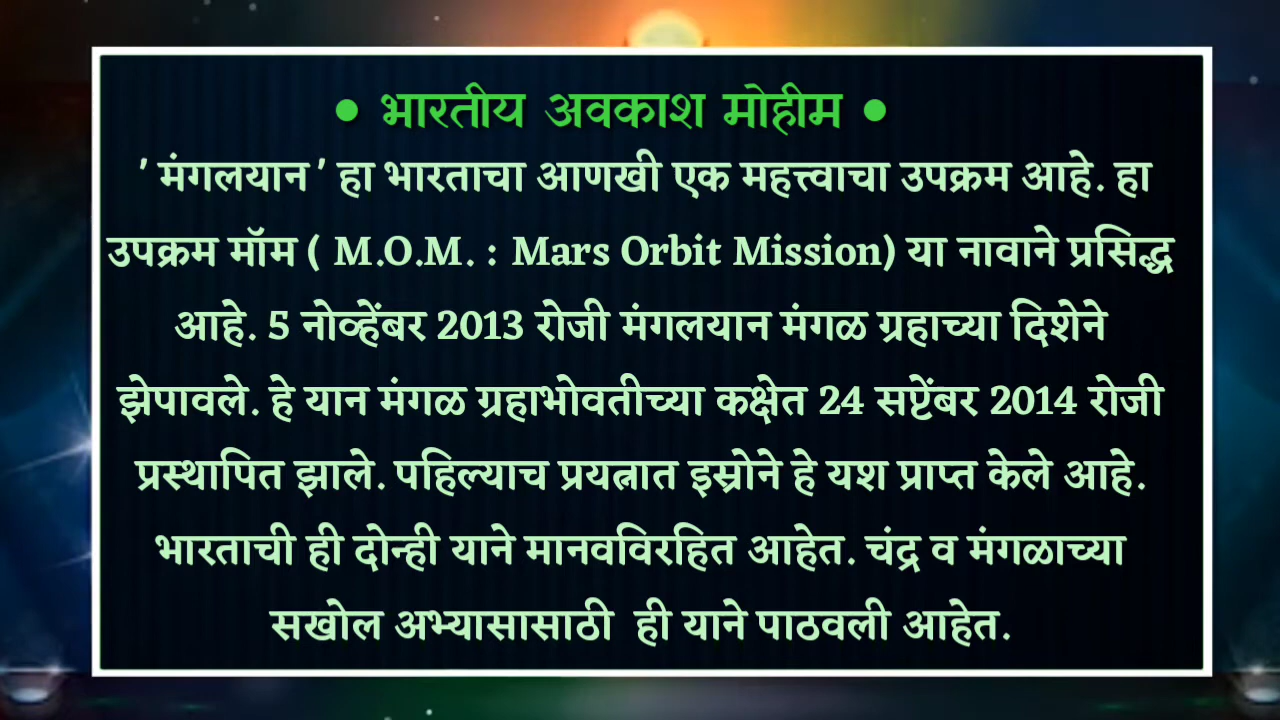 • भारतीय अवकाश मोहीम •
' मंगलयान ' हा भारताचा आणखी एक महत्त्वाचा उपक्रम आहे. हा
उपक्रम मॉम ( M.O.M. : Mars Orbit Mission) या नावाने प्रसिद्ध
आहे. 5 नोव्हेंबर 2013 रोजी मंगलयान मंगळ ग्रहाच्या दिशेने
झेपावले. हे यान मंगळ ग्रहाभोवतीच्या कक्षेत 24 सप्टेंबर 2014 रोजी
प्रस्थापित झाले. पहिल्याच प्रयत्नात इस्रोने हे यश प्राप्त केले आहे.
भारताची ही दोन्ही याने मानवविरहित आहेत. चंद्र व मंगळाच्या
सखोल अभ्यासासाठी ही याने पाठवली आहेत.